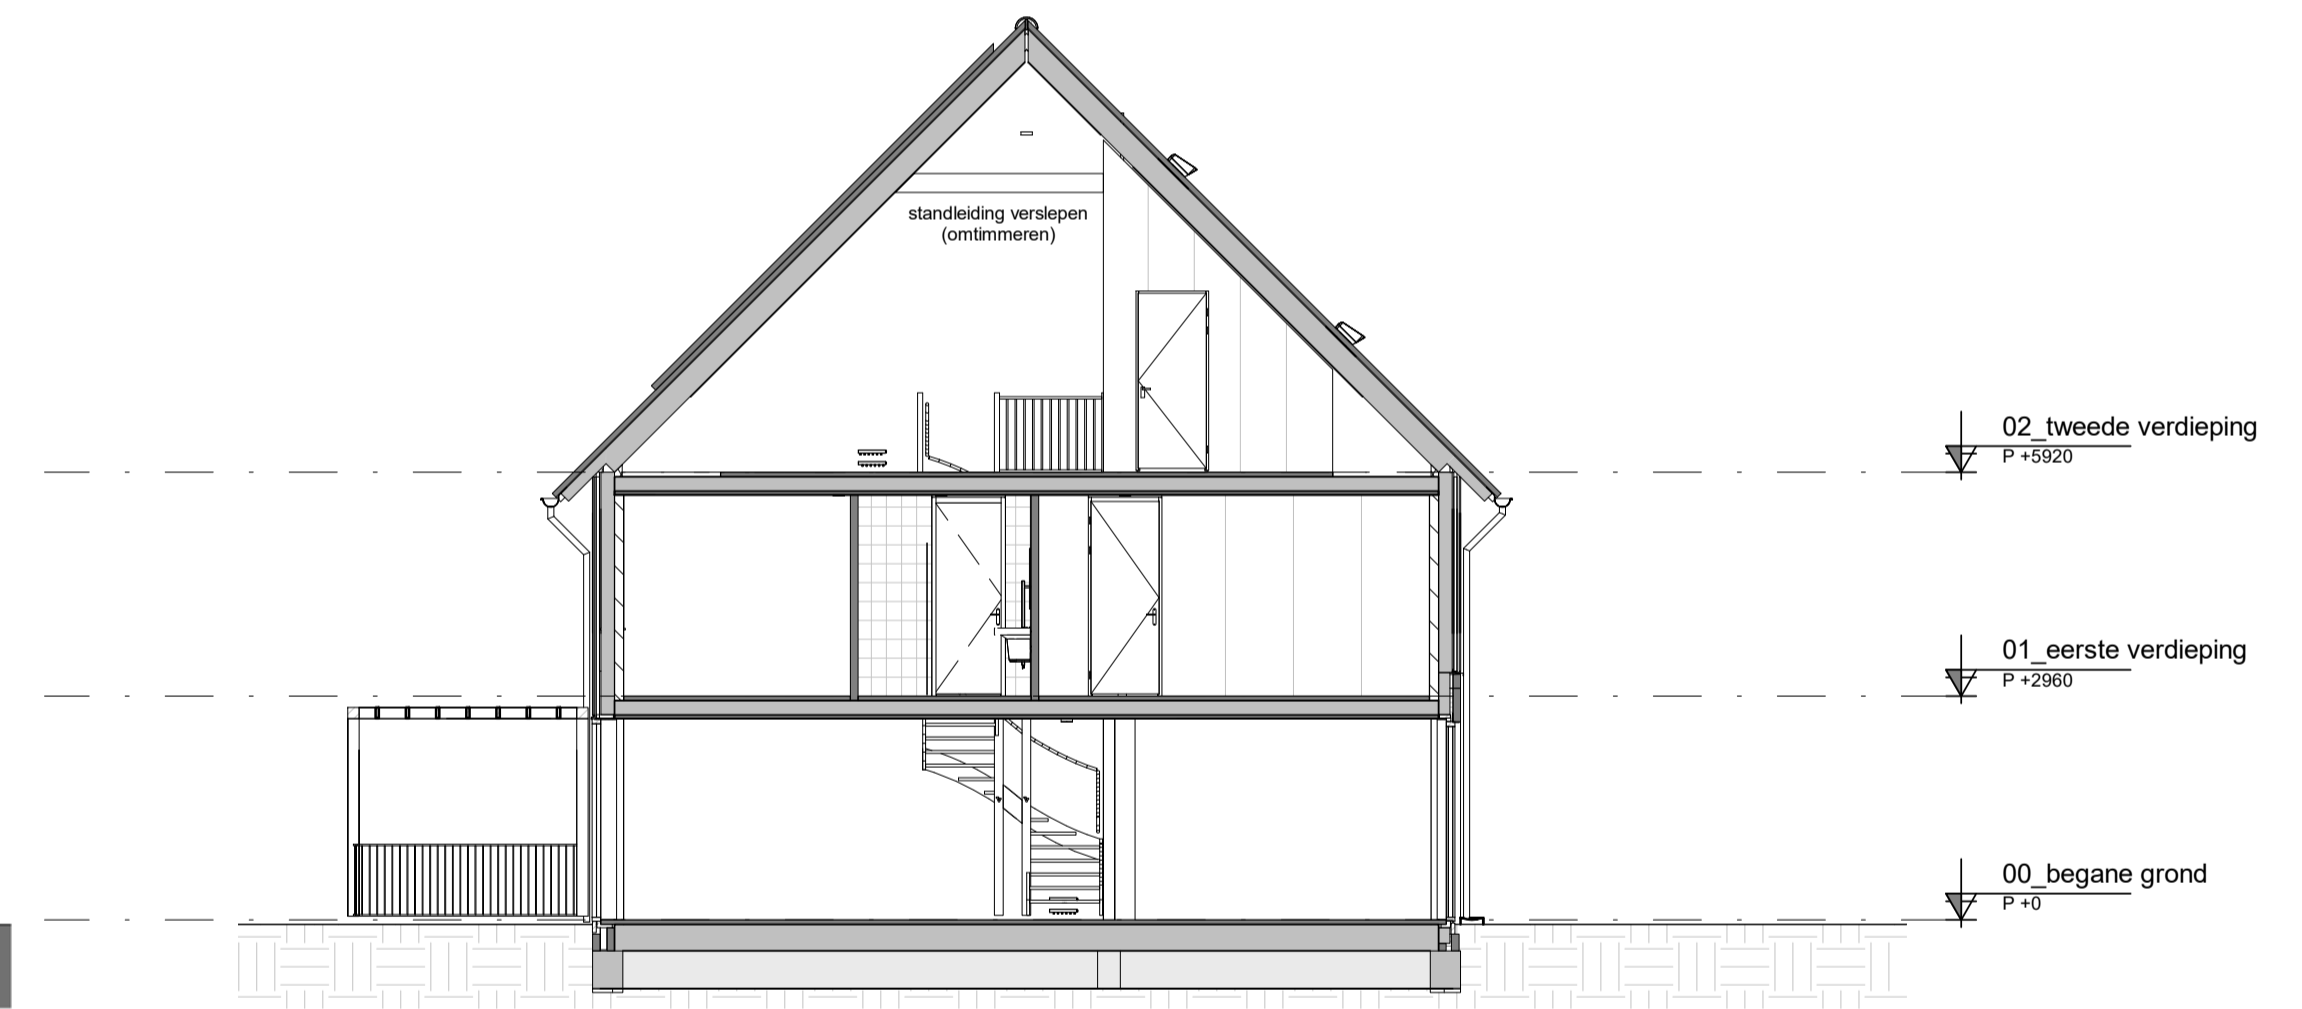 standleiding verslepen
(omtimmeren)
02_tweede verdieping
P +5920
01_eerste verdieping
P +2960
00_begane grond
P +0